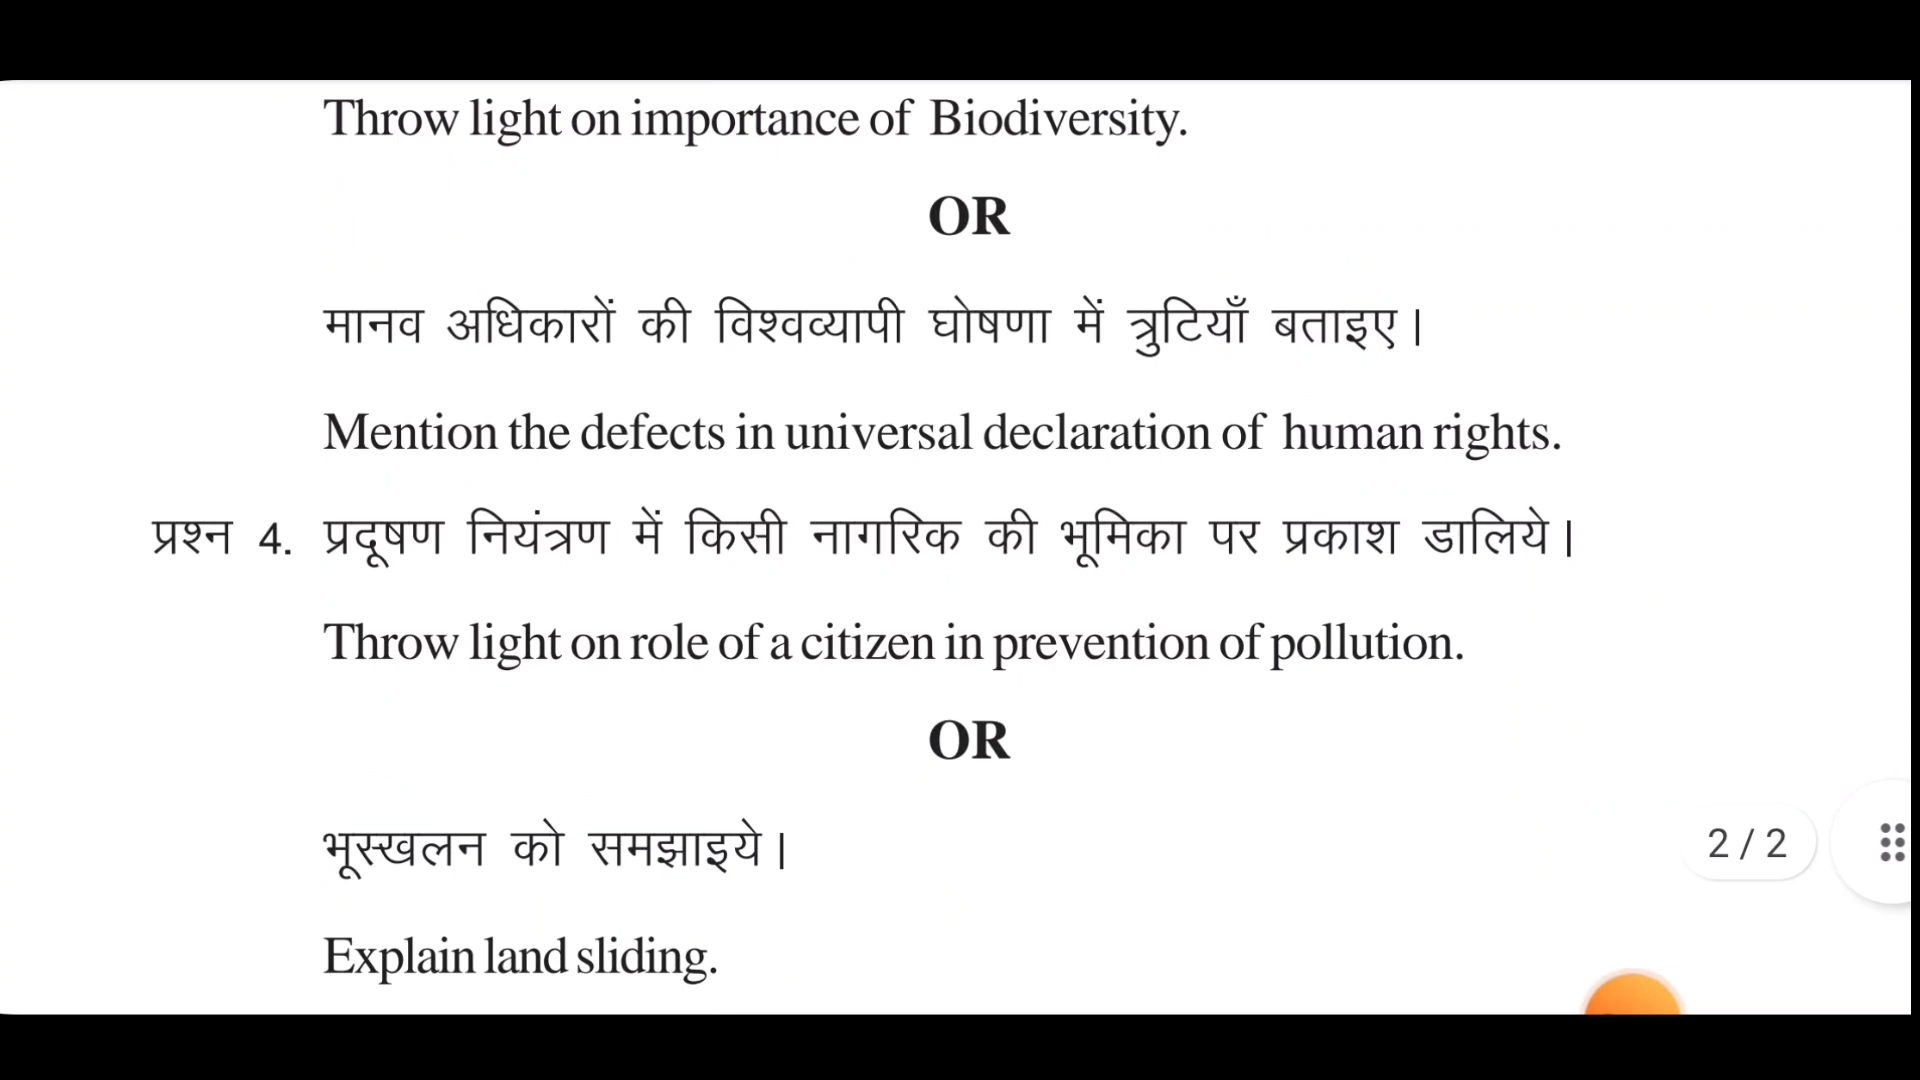 Throw light on importance of Biodiversity.
OR
मानव अधिकारों की विश्वव्यापी घोषणा में त्रुटियाँ बताइए।
Mention the defects in universal declaration of human rights.
प्रश्न 4. प्रदूषण नियंत्रण में किसी नागरिक की भूमिका पर प्रकाश डालिये।
Throw light on role of a citizen in prevention of pollution.
OR
भूस्खलन को समझाइये।
2 / 2
Explain land sliding.